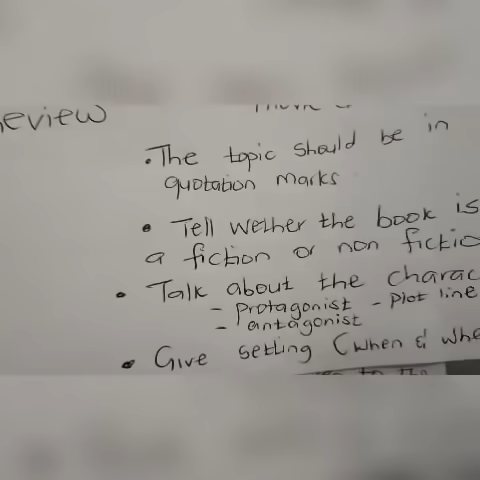 eview
• The topic should be in
quotation marks
• Tell wether the book is
a fiction or non fictio
• Talk about the charac
- Protagonist - Plot line
- antagonist
• Give setting (when & whe